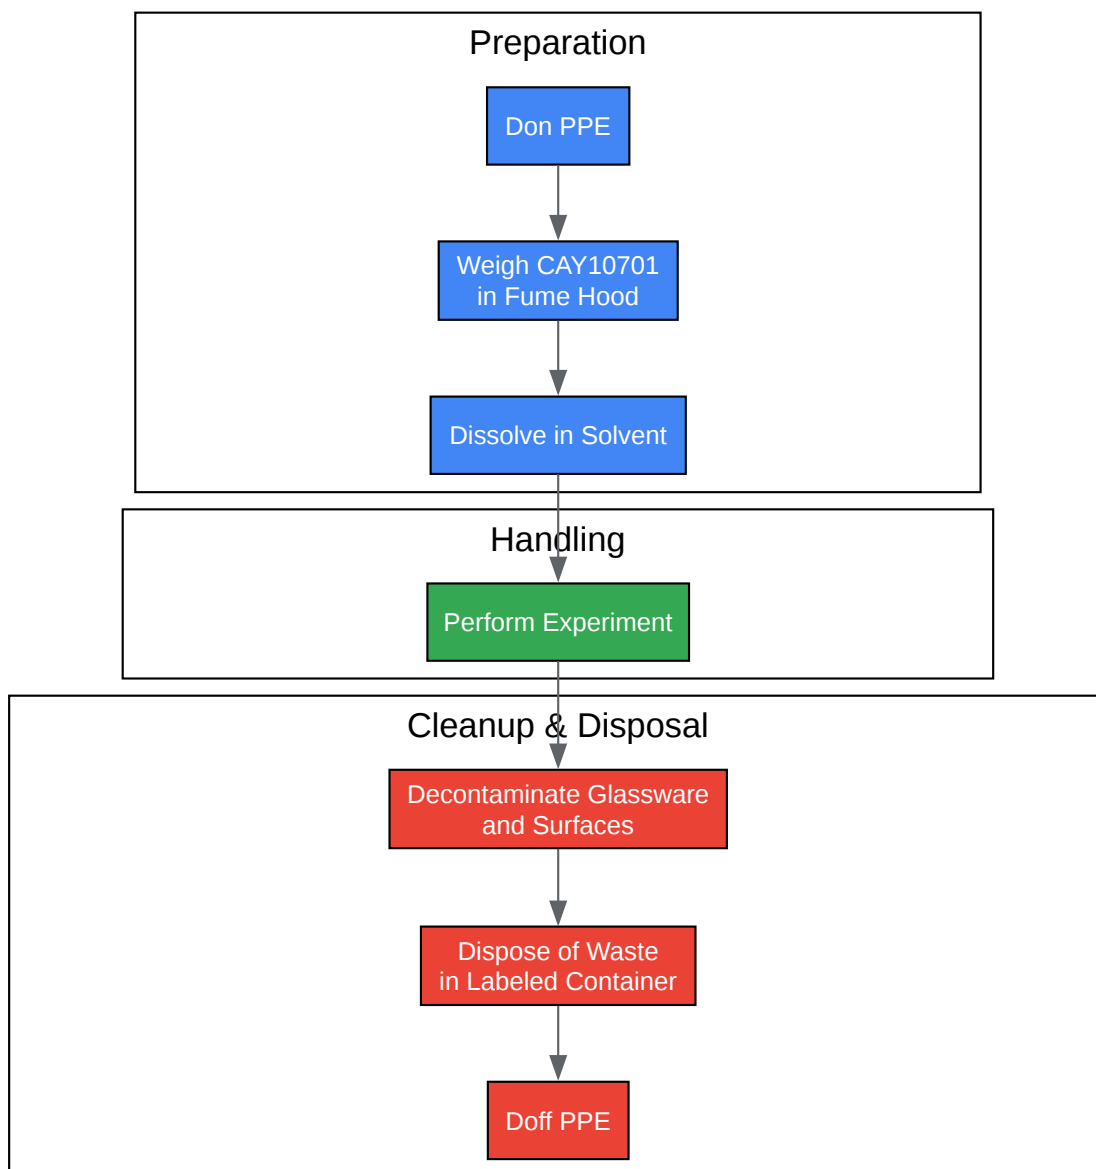 Preparation
Don PPE
Weigh CAY10701
in Fume Hood
Dissolve in Solvent
Handling
Perform Experiment
Cleanup & Disposal
Decontaminate Glassware
and Surfaces
Dispose of Waste
in Labeled Container
Doff PPE